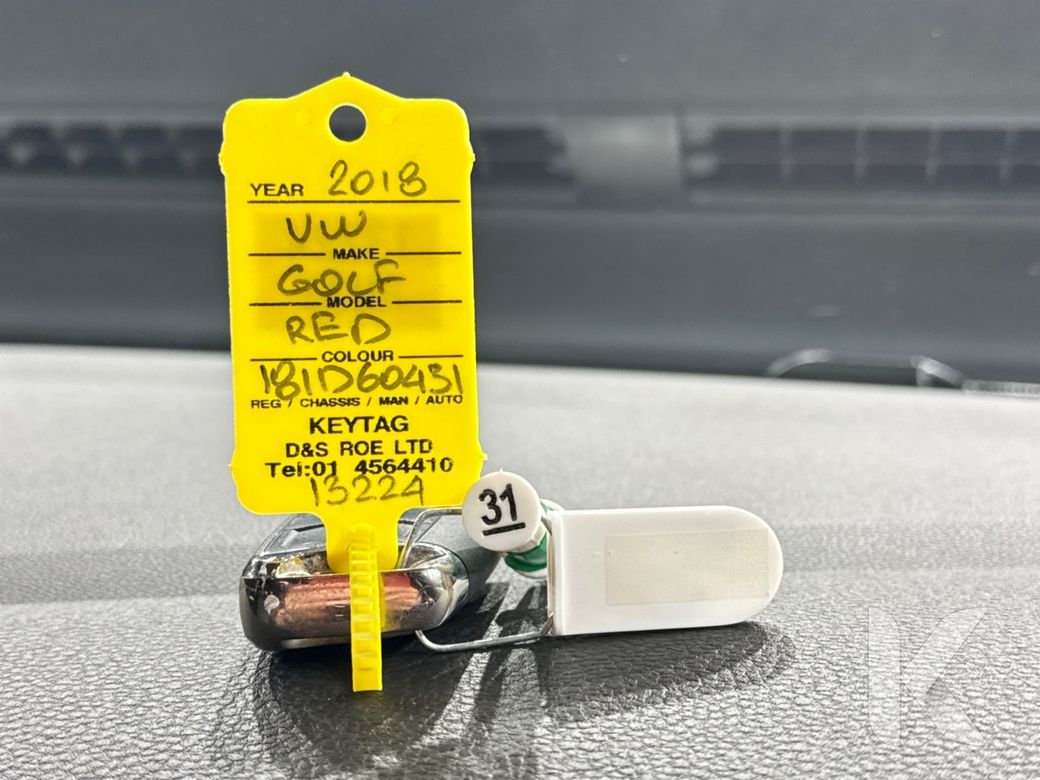 YEAR 2018
VW
MAKE
GOLF
MODEL
RED
COLOUR
181D60431
REG / CHASSIS / MAN / AUTO
KEYTAG
D&S ROE LTD
Tel:01 4564410
13224
31
K